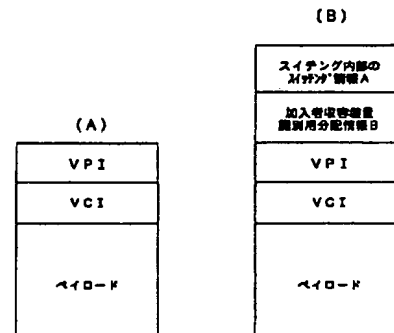 (B)
スイテング内部の
スイッチング情報A
加入者収容装置
識別用分配情報B
(A)
VPI
VPI
VCI
VCI
ペイロード
ペイロード